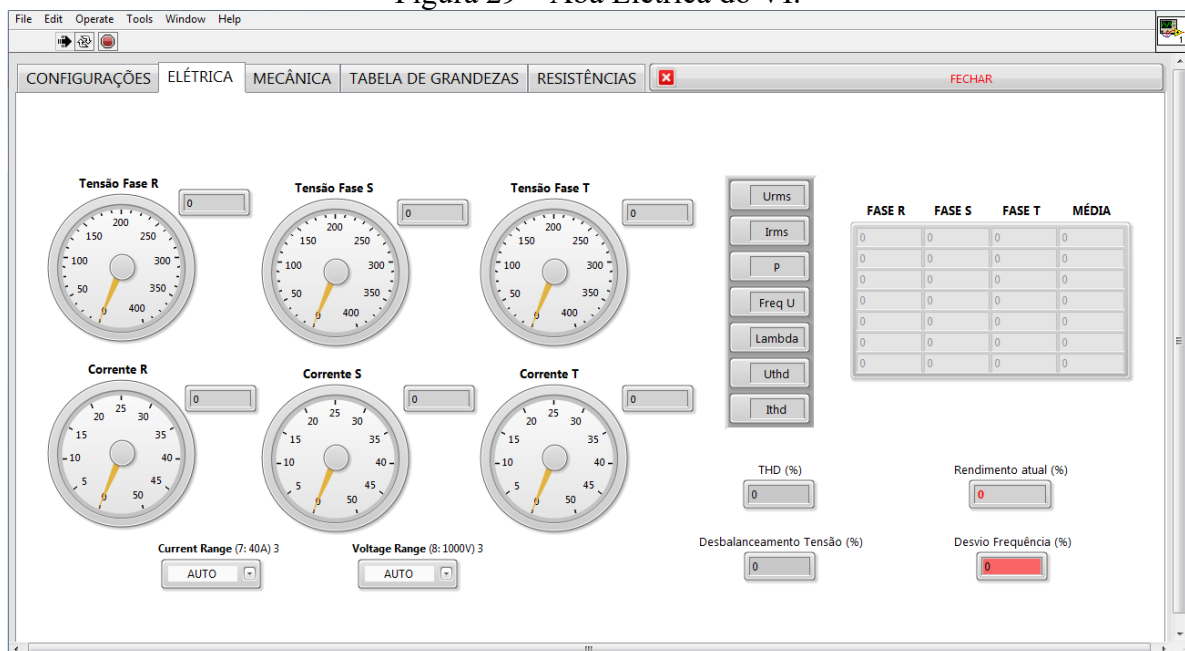 Figura 29 – Aba Elétrica do VI.
File Edit Operate Tools Window Help
1
CONFIGURAÇÕES ELÉTRICA MECÂNICA TABELA DE GRANDEZAS RESISTÊNCIAS FECHAR
Tensão Fase R
0
0 50 100 150 200 250 300 350 400
Tensão Fase S
0
0 50 100 150 200 250 300 350 400
Tensão Fase T
0
0 50 100 150 200 250 300 350 400
Corrente R
0
0 5 10 15 20 25 30 35 40 45 50
Corrente S
0
0 5 10 15 20 25 30 35 40 45 50
Corrente T
0
0 5 10 15 20 25 30 35 40 45 50
Current Range (7: 40A) 3
AUTO
Voltage Range (8: 1000V) 3
AUTO
Urms
Irms
P
Freq U
Lambda
Uthd
Ithd
FASE R FASE S FASE T MÉDIA
0 0 0 0
0 0 0 0
0 0 0 0
0 0 0 0
0 0 0 0
0 0 0 0
0 0 0 0
THD (%)
0
Rendimento atual (%)
0
Desbalanceamento Tensão (%)
0
Desvio Frequência (%)
0